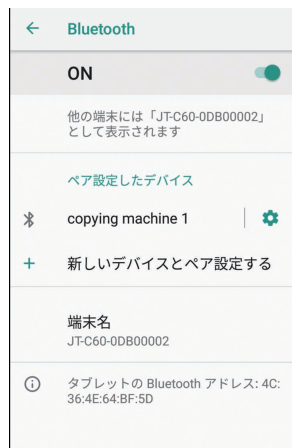 Bluetooth
ON
他の端末には「JT-C60-0DB00002」
として表示されます
ペア設定したデバイス
copying machine 1
新しいデバイスとペア設定する
端末名
JT-C60-0DB00002
タブレットの Bluetooth アドレス: 4C:
36:4E:64:BF:5D